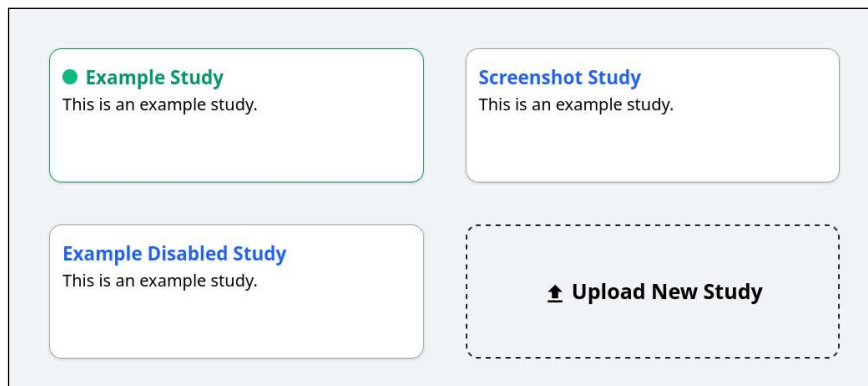 Example Study
This is an example study.
Screenshot Study
This is an example study.
Example Disabled Study
This is an example study.
Upload New Study